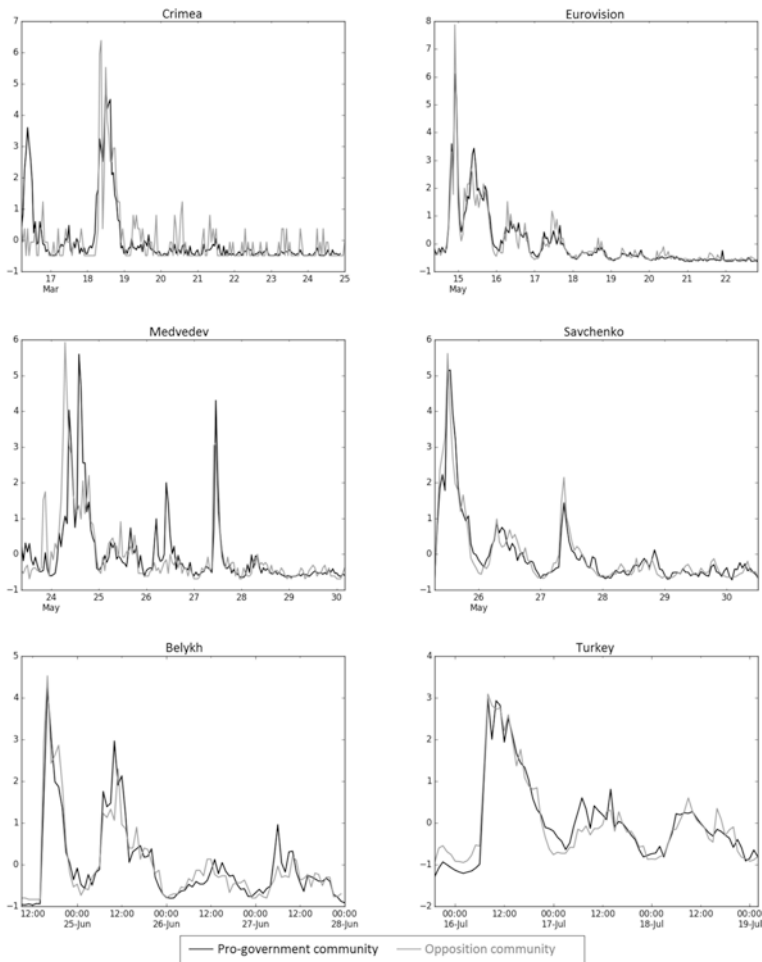 Crimea
7
6
5
4
3
2
1
0
−1
17 18 19 20 21 22 23 24 25
Mar
Eurovision
8
7
6
5
4
3
2
1
0
−1
15 16 17 18 19 20 21 22
May
Medvedev
6
5
4
3
2
1
0
−1
24 25 26 27 28 29 30
May
Savchenko
6
5
4
3
2
1
0
−1
26 27 28 29 30
May
Belykh
5
4
3
2
1
0
−1
12:00 00:00 12:00 00:00 12:00 00:00 12:00 00:00
25-Jun 26-Jun 27-Jun 28-Jun
Turkey
4
3
2
1
0
−1
−2
00:00 12:00 00:00 12:00 00:00 12:00 00:00
16-Jul 17-Jul 18-Jul 19-Jul
Pro-government community Opposition community